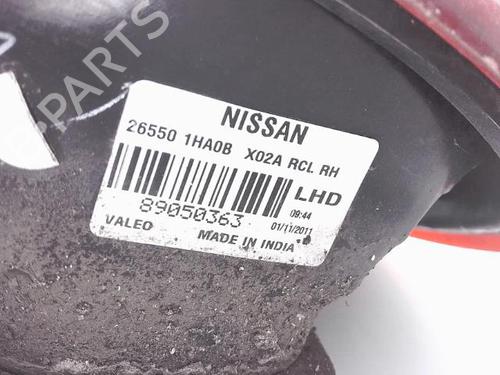 NISSAN
26550 1HA0B X02A RCL RH
LHD
89050363
09:44
01/11/2011
VALEO
MADE IN INDIA
B-PARTS